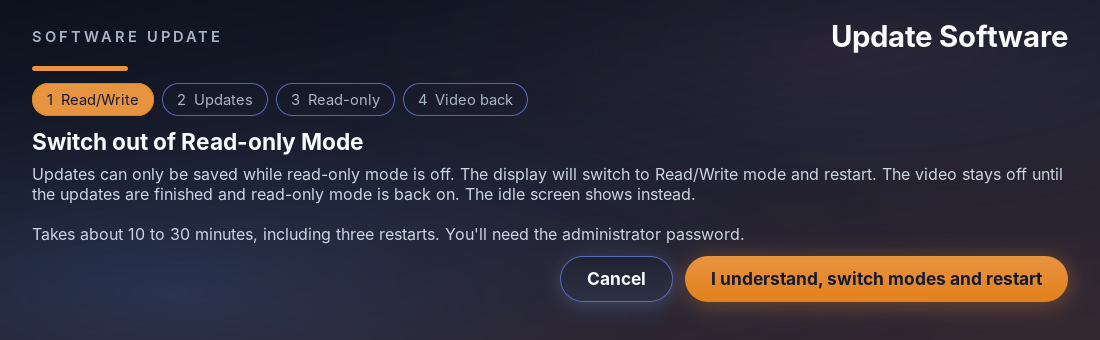 SOFTWARE UPDATE
Update Software
1 Read/Write
2 Updates
3 Read-only
4 Video back
Switch out of Read-only Mode
Updates can only be saved while read-only mode is off. The display will switch to Read/Write mode and restart. The video stays off until
the updates are finished and read-only mode is back on. The idle screen shows instead.
Takes about 10 to 30 minutes, including three restarts. You'll need the administrator password.
Cancel
I understand, switch modes and restart